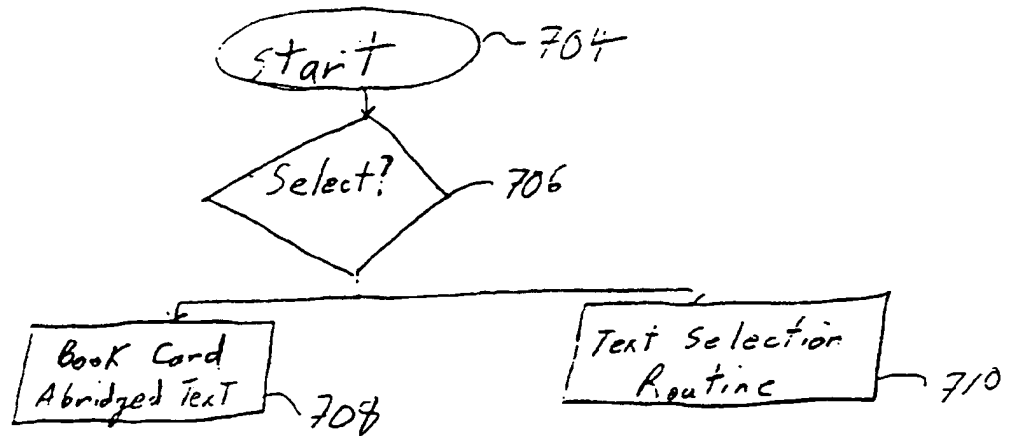 Start
704
Select?
706
Book Card
Abridged Text
708
Text Selection
Routine
710